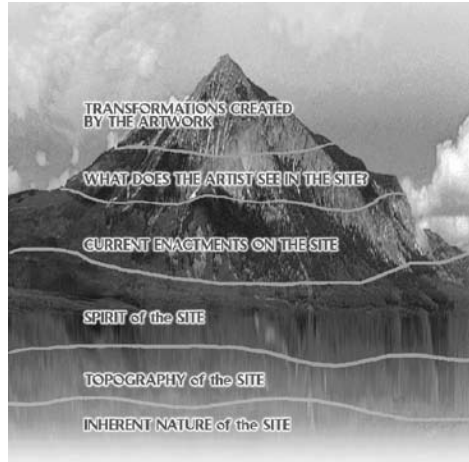 TRANSFORMATIONS CREATED
BY THE ARTWORK
WHAT DOES THE ARTIST SEE IN THE SITE?
CURRENT ENACTMENTS ON THE SITE
SPIRIT of the SITE
TOPOGRAPHY of the SITE
INHERENT NATURE of the SITE